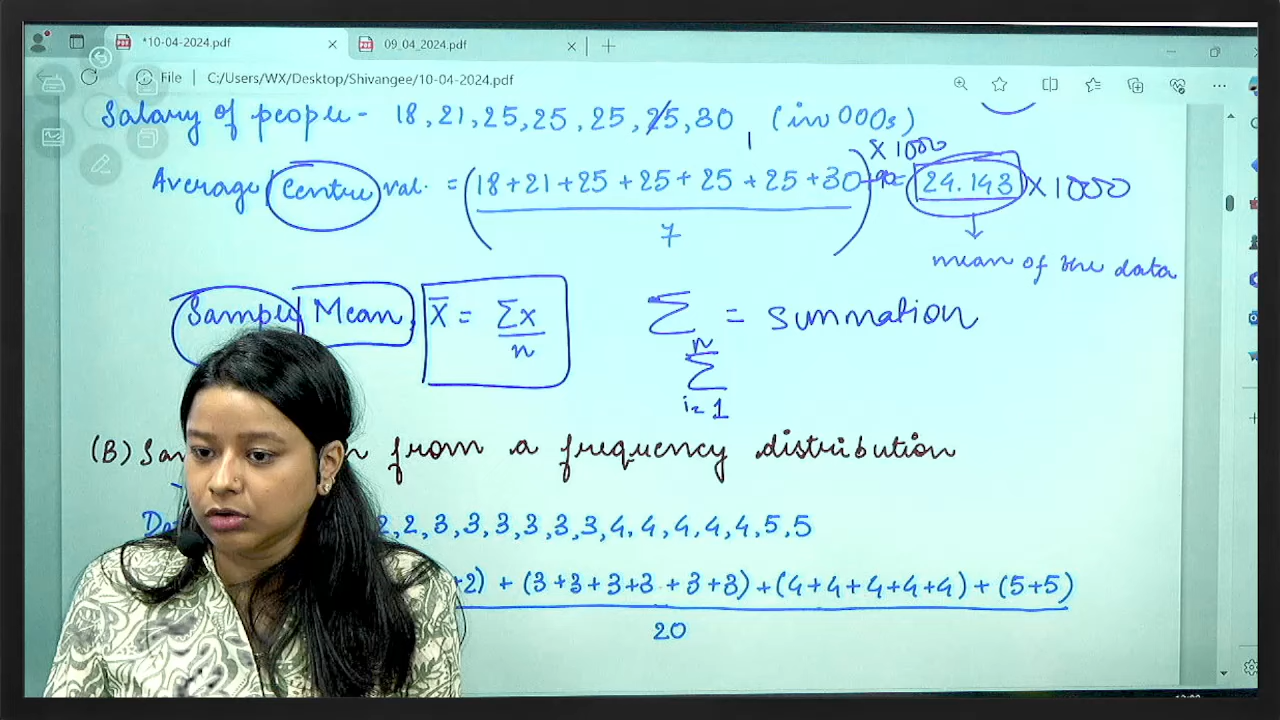 *10-04-2024.pdf 09_04_2024.pdf
File C:/Users/WX/Desktop/Shivangee/10-04-2024.pdf
Salary of people - 18, 21, 25, 25, 25, 25, 30 (in 000s)
X 1000
Average Centre val. = (18+21+25+25+25+25+30) = 24.143 X 1000
7
mean of the data
Sample Mean X̄ = Σx = Σ = summation
n
n
Σ
i=1
(B) from a frequency distribution
2, 3, 3, 3, 3, 3, 3, 4, 4, 4, 4, 4, 5, 5
+2) + (3+3+3+3+3+3) + (4+4+4+4+4) + (5+5)
20